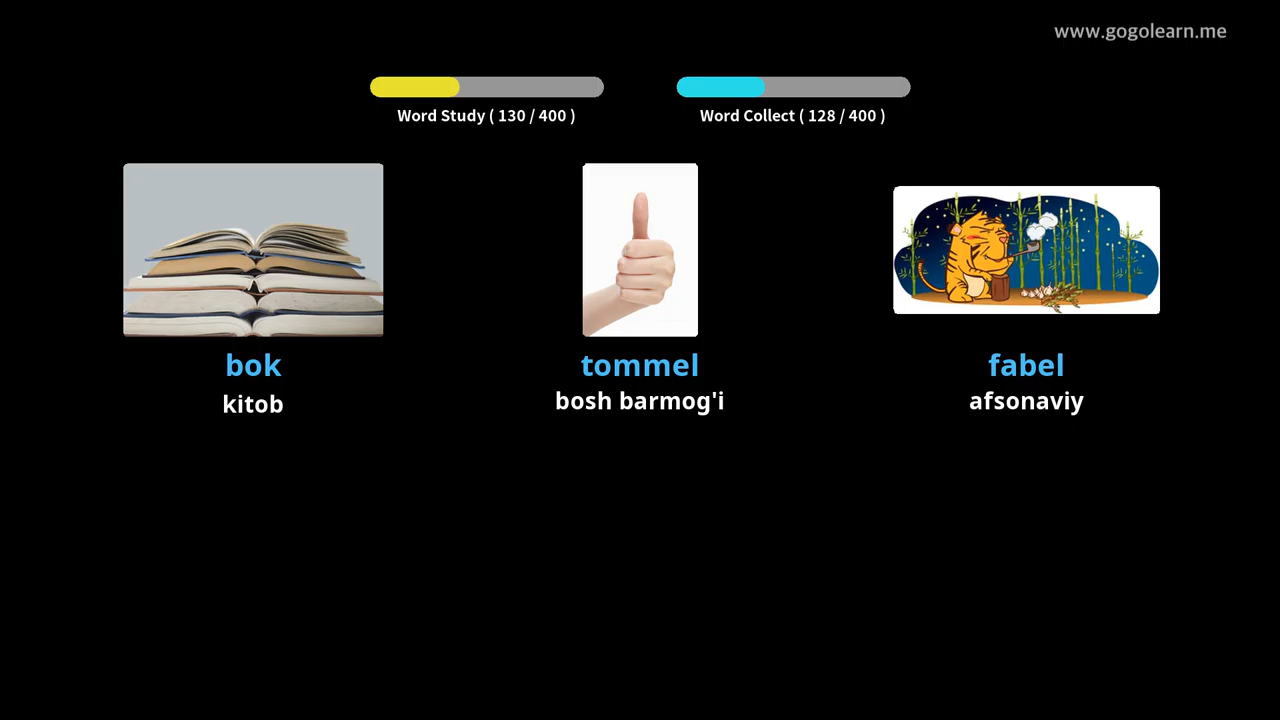 www.gogolearn.me
Word Study ( 130 / 400 )
Word Collect ( 128 / 400 )
bok
tommel
fabel
kitob
bosh barmog'i
afsonaviy